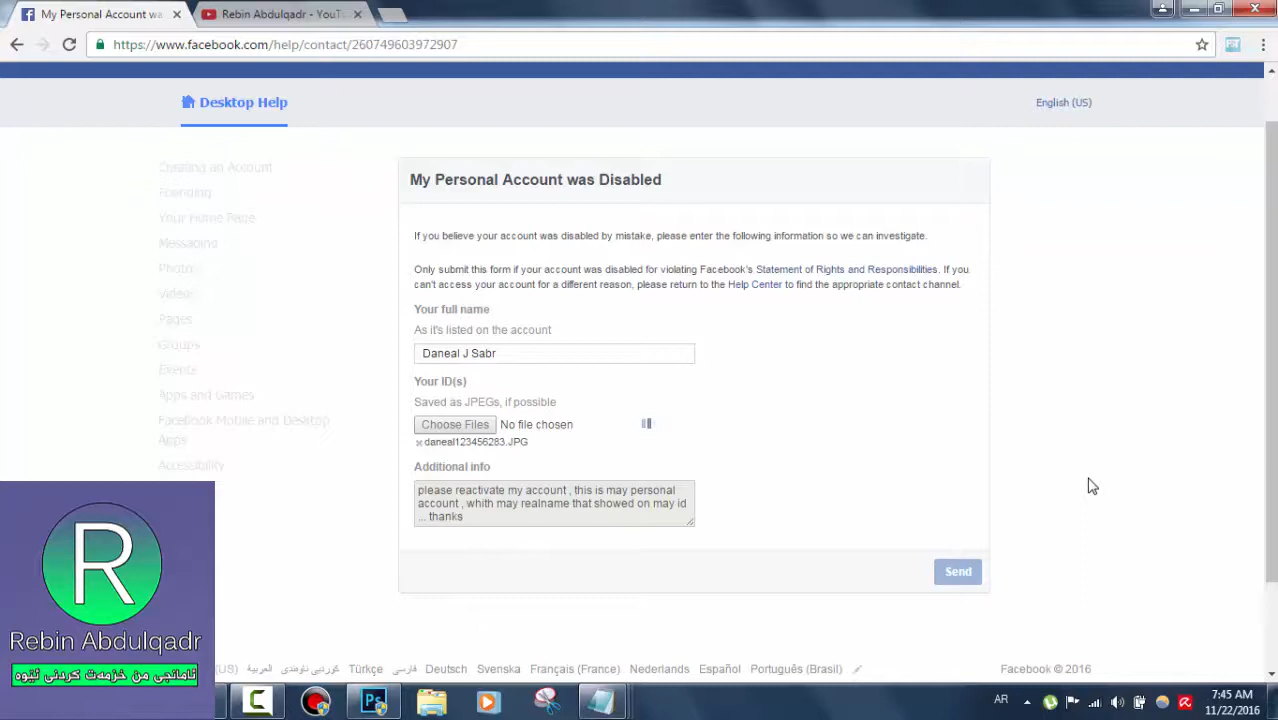 My Personal Account wa
Rebin Abdulqadr - YouT
https://www.facebook.com/help/contact/260749603972907
Desktop Help
English (US)
Creating an Account
Friending
Your Home Page
Messaging
Photos
Videos
Pages
Groups
Events
Apps and Games
Facebook Mobile and Desktop
Apps
Accessibility
My Personal Account was Disabled
If you believe your account was disabled by mistake, please enter the following information so we can investigate.
Only submit this form if your account was disabled for violating Facebook's Statement of Rights and Responsibilities. If you
can't access your account for a different reason, please return to the Help Center to find the appropriate contact channel.
Your full name
As it's listed on the account
Daneal J Sabr
Your ID(s)
Saved as JPEGs, if possible
Choose Files No file chosen
daneal123456283.JPG
Additional info
please reactivate my account , this is may personal
account , whith may realname that showed on may id
... thanks
Send
R
Rebin Abdulqadr
ئامانجی من خزمەت کردنی ئێوە
(US) العربية کوردیی ناوەندی Türkçe فارسی Deutsch Svenska Français (France) Nederlands Español Português (Brasil)
Facebook © 2016
AR
7:45 AM
11/22/2016